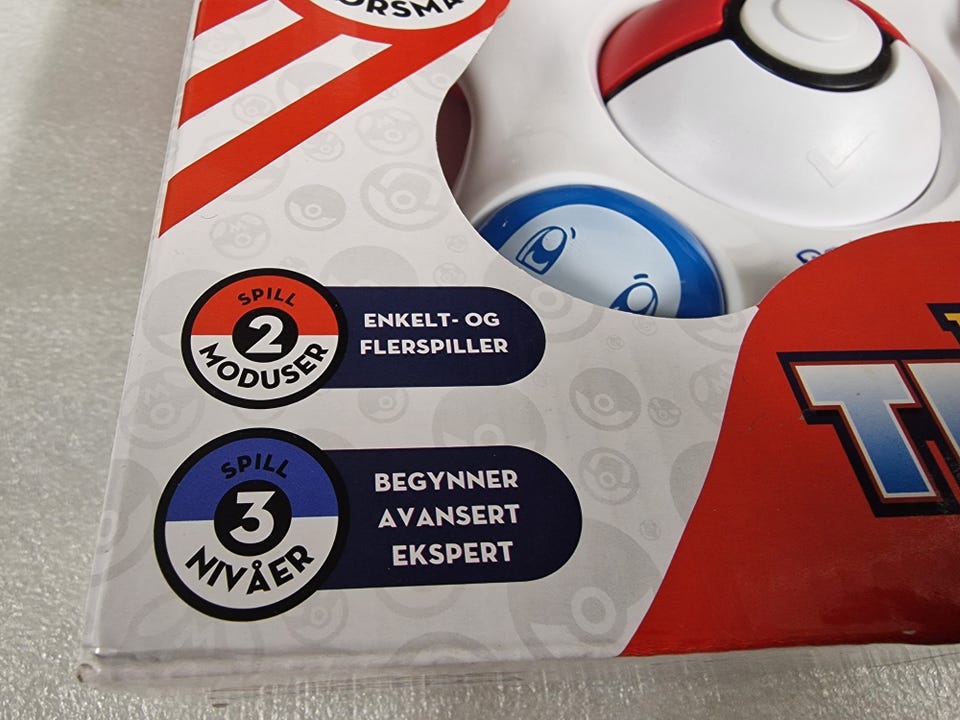 SPILL
2
MODUSER
ENKELT- OG
FLERSPILLER
SPILL
3
NIVÅER
BEGYNNER
AVANSERT
EKSPERT